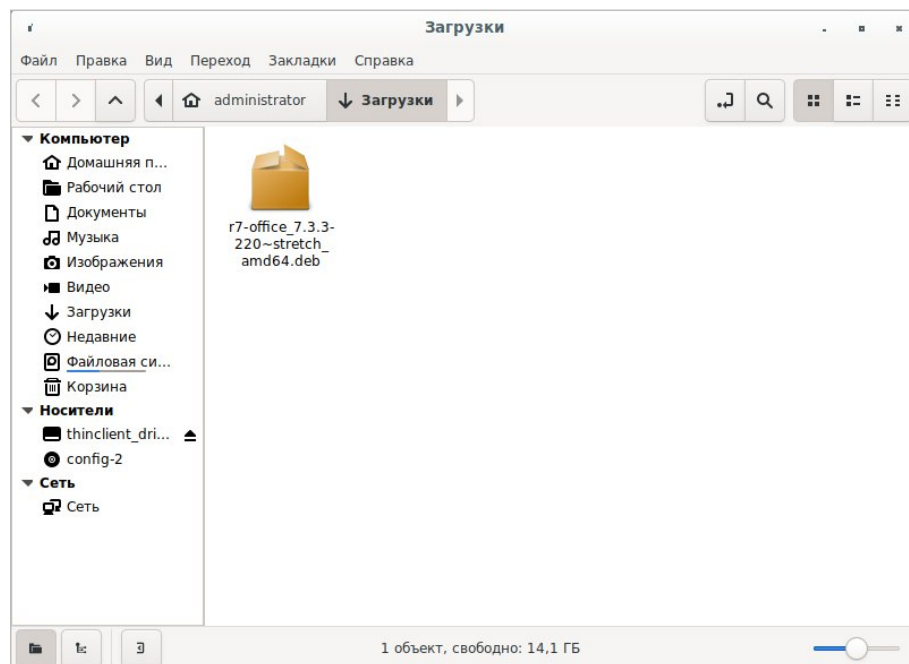 Загрузки
Файл Правка Вид Переход Закладки Справка
administrator Загрузки
Компьютер
Домашняя п...
Рабочий стол
Документы
Музыка
Изображения
Видео
Загрузки
Недавние
Файловая си...
Корзина
Носители
thinclient_dri...
config-2
Сеть
Сеть
r7-office_7.3.3-
220~stretch_
amd64.deb
1 объект, свободно: 14,1 ГБ